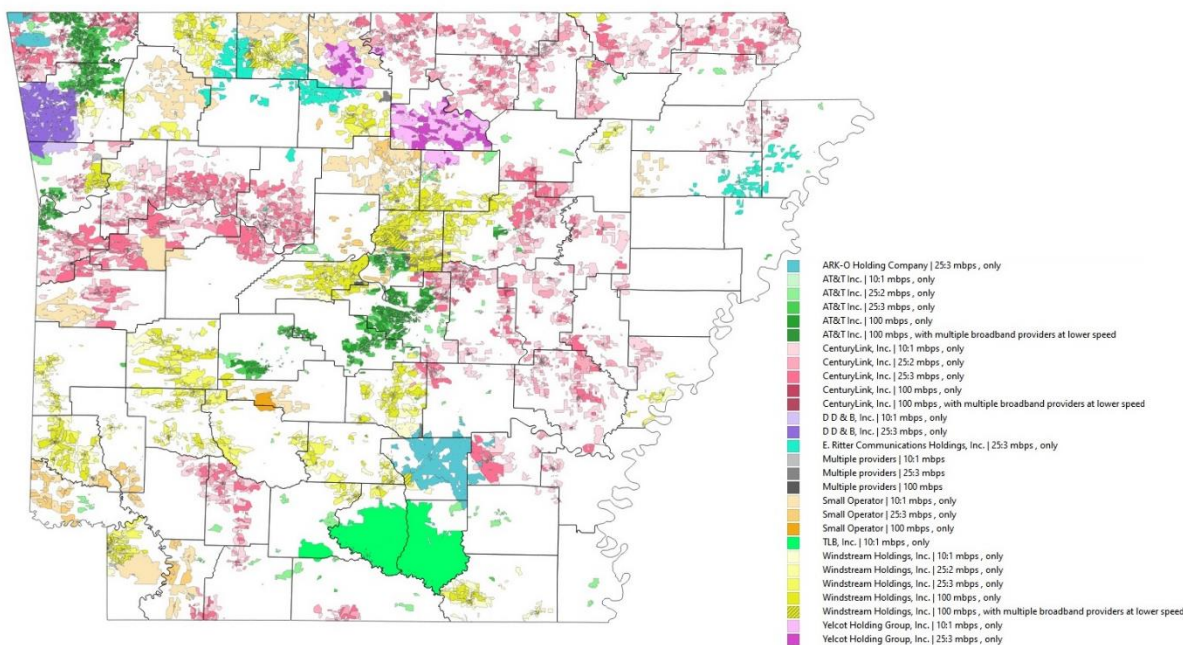 ARK-O Holding Company | 25:3 mbps , only
AT&T Inc. | 10:1 mbps , only
AT&T Inc. | 25:2 mbps , only
AT&T Inc. | 25:3 mbps , only
AT&T Inc. | 100 mbps , only
AT&T Inc. | 100 mbps , with multiple broadband providers at lower speed
CenturyLink, Inc. | 10:1 mbps , only
CenturyLink, Inc. | 25:2 mbps , only
CenturyLink, Inc. | 25:3 mbps , only
CenturyLink, Inc. | 100 mbps , only
CenturyLink, Inc. | 100 mbps , with multiple broadband providers at lower speed
D D & B, Inc. | 10:1 mbps , only
D D & B, Inc. | 25:3 mbps , only
E. Ritter Communications Holdings, Inc. | 25:3 mbps , only
Multiple providers | 10:1 mbps
Multiple providers | 25:3 mbps
Multiple providers | 100 mbps
Small Operator | 10:1 mbps , only
Small Operator | 25:3 mbps , only
Small Operator | 100 mbps , only
TLB, Inc. | 10:1 mbps , only
Windstream Holdings, Inc. | 10:1 mbps , only
Windstream Holdings, Inc. | 25:2 mbps , only
Windstream Holdings, Inc. | 25:3 mbps , only
Windstream Holdings, Inc. | 100 mbps , only
Windstream Holdings, Inc. | 100 mbps , with multiple broadband providers at lower speed
Yelcot Holding Group, Inc. | 10:1 mbps , only
Yelcot Holding Group, Inc. | 25:3 mbps , only